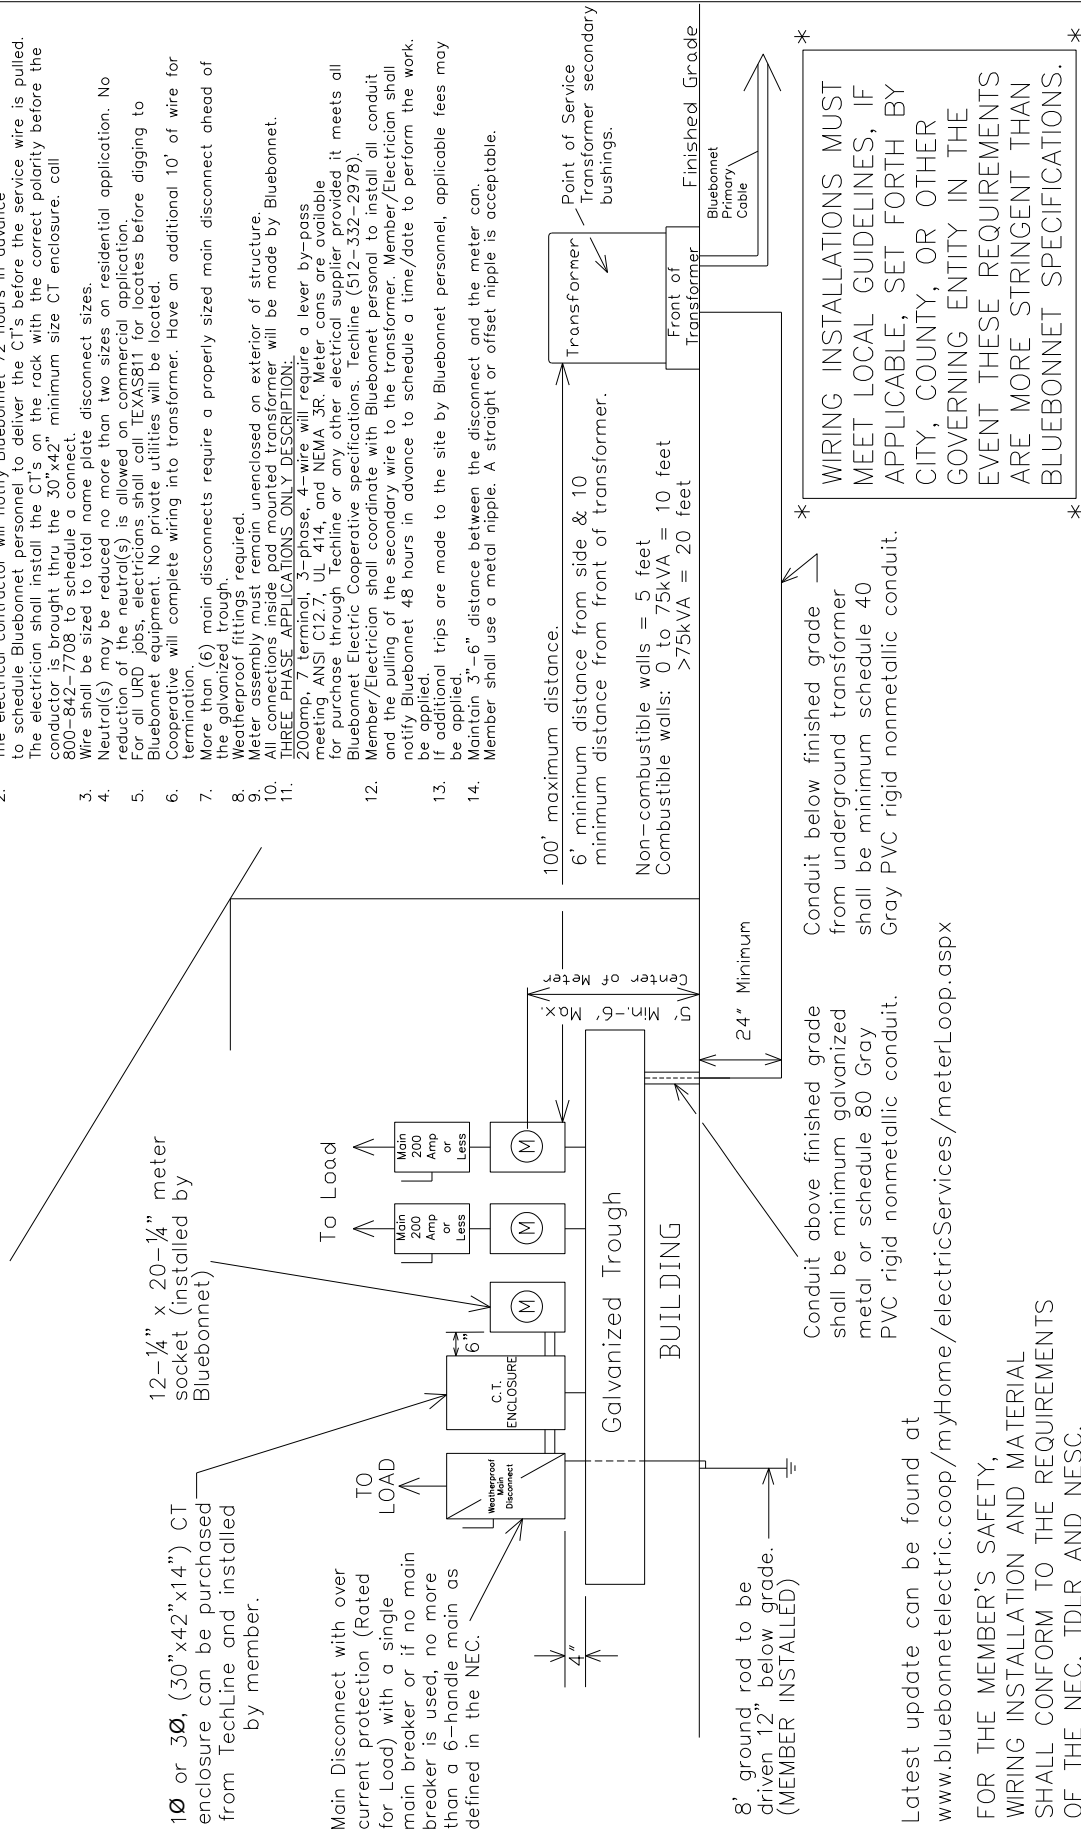 2. The electrical contractor will notify Bluebonnet 72 hours in advance
to schedule Bluebonnet personnel to deliver the CT's before the service wire is pulled.
The electrician shall install the CT's on the rack with the correct polarity before the
conductor is brought thru the 30"x42" minimum size CT enclosure. call
800-842-7708 to schedule a connect.
3. Wire shall be sized to total name plate disconnect sizes.
4. Neutral(s) may be reduced no more than two sizes on residential application. No
reduction of the neutral(s) is allowed on commercial application.
5. For all URD jobs, electricians shall call TEXAS811 for locates before digging to
Bluebonnet equipment. No private utilities will be located.
6. Cooperative will complete wiring into transformer. Have an additional 10' of wire for
termination.
7. More than (6) main disconnects require a properly sized main disconnect ahead of
the galvanized trough.
8. Weatherproof fittings required.
9. Meter assembly must remain unenclosed on exterior of structure.
10. All connections inside pad mounted transformer will be made by Bluebonnet.
11. THREE PHASE APPLICATIONS ONLY DESCRIPTION:
200amp, 7 terminal, 3-phase, 4-wire will require a lever by-pass
meeting ANSI C12.7, UL 414, and NEMA 3R. Meter cans are available
for purchase through Techline or any other electrical supplier provided it meets all
Bluebonnet Electric Cooperative specifications. Techline (512-332-2978).
12. Member/Electrician shall coordinate with Bluebonnet personal to install all conduit
and the pulling of the secondary wire to the transformer. Member/Electrician shall
notify Bluebonnet 48 hours in advance to schedule a time/date to perform the work.
be applied.
13. If additional trips are made to the site by Bluebonnet personnel, applicable fees may
be applied.
14. Maintain 3"-6" distance between the disconnect and the meter can.
Member shall use a metal nipple. A straight or offset nipple is acceptable.
1Ø or 3Ø, (30"x42"x14") CT
enclosure can be purchased
from TechLine and installed
by member.
12-¼" x 20-¼" meter
socket (installed by
Bluebonnet)
Main Disconnect with over
current protection (Rated
for Load) with a single
main breaker or if no main
breaker is used, no more
than a 6-handle main as
defined in the NEC.
TO
LOAD
To Load
Weatherproof
Main
Disconnect
C.T.
ENCLOSURE
6"
M
M
M
Main
200
Amp
or
Less
Main
200
Amp
or
Less
4"
Galvanized Trough
BUILDING
5' Min.-6' Max.
Center of Meter
24" Minimum
100' maximum distance.
6' minimum distance from side & 10
minimum distance from front of transformer.
Non-combustible walls = 5 feet
Combustible walls: 0 to 75kVA = 10 feet
>75kVA = 20 feet
Transformer
Front of
Transformer
Point of Service
Transformer secondary
bushings.
Finished Grade
Bluebonnet
Primary
Cable
8' ground rod to be
driven 12" below grade.
(MEMBER INSTALLED)
Conduit above finished grade
shall be minimum galvanized
metal or schedule 80 Gray
PVC rigid nonmetallic conduit.
Conduit below finished grade
from underground transformer
shall be minimum schedule 40
Gray PVC rigid nonmetallic conduit.
Latest update can be found at
www.bluebonnetelectric.coop/myHome/electricServices/meterLoop.aspx
FOR THE MEMBER'S SAFETY,
WIRING INSTALLATION AND MATERIAL
SHALL CONFORM TO THE REQUIREMENTS
OF THE NEC, TDLR AND NESC.
* *
WIRING INSTALLATIONS MUST
MEET LOCAL GUIDELINES, IF
APPLICABLE, SET FORTH BY
CITY, COUNTY, OR OTHER
GOVERNING ENTITY IN THE
EVENT THESE REQUIREMENTS
ARE MORE STRINGENT THAN
BLUEBONNET SPECIFICATIONS.
* *